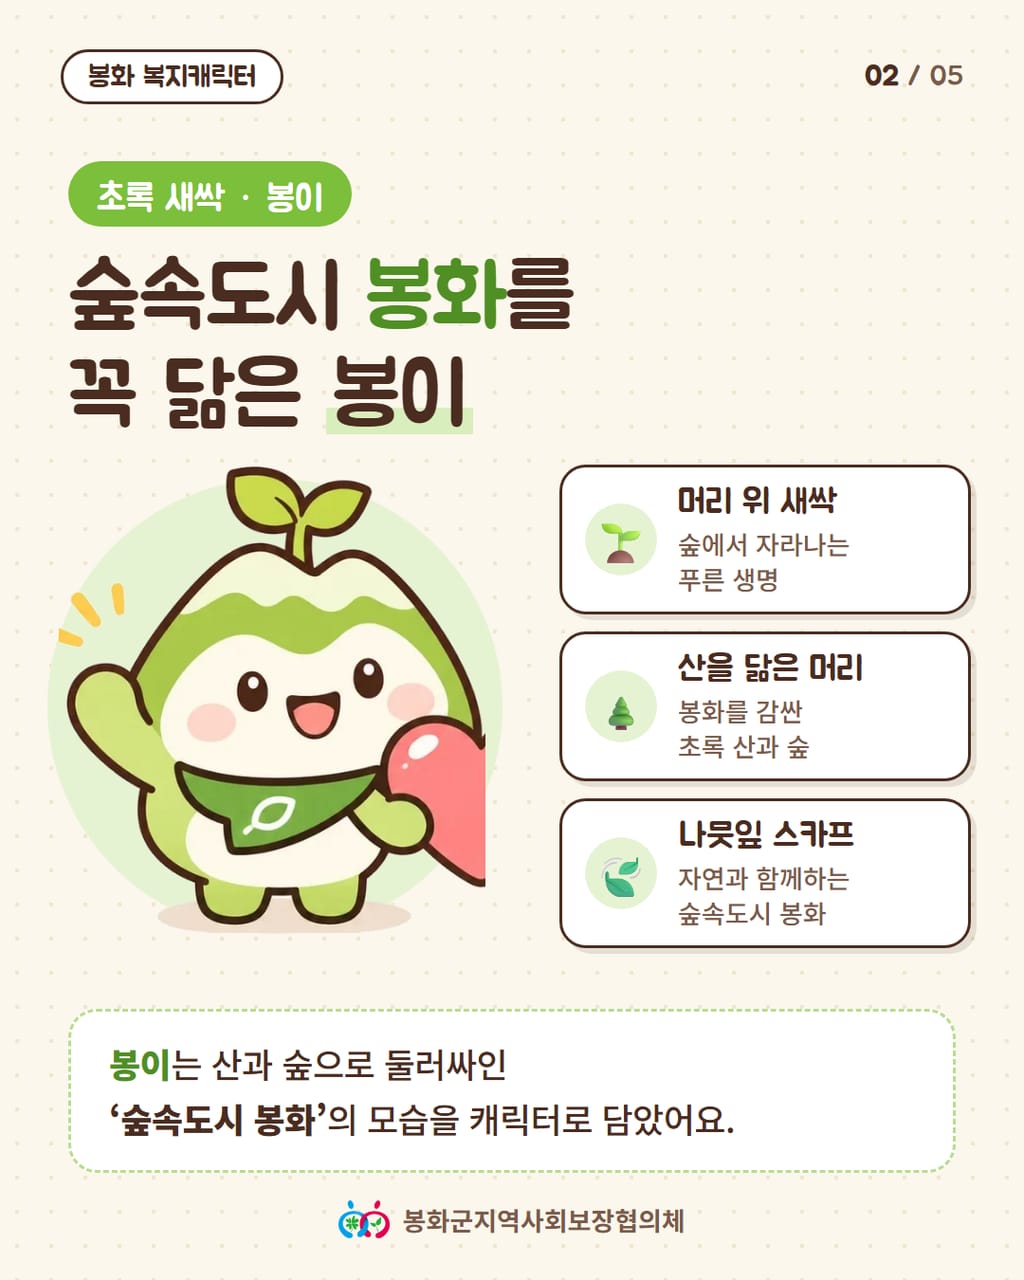 봉화 복지캐릭터
02 / 05
초록 새싹 · 봉이
숲속도시 봉화를
꼭 닮은 봉이
머리 위 새싹
숲에서 자라나는
푸른 생명
산을 닮은 머리
봉화를 감싼
초록 산과 숲
나뭇잎 스카프
자연과 함께하는
숲속도시 봉화
봉이는 산과 숲으로 둘러싸인
‘숲속도시 봉화’의 모습을 캐릭터로 담았어요.
봉화군지역사회보장협의체